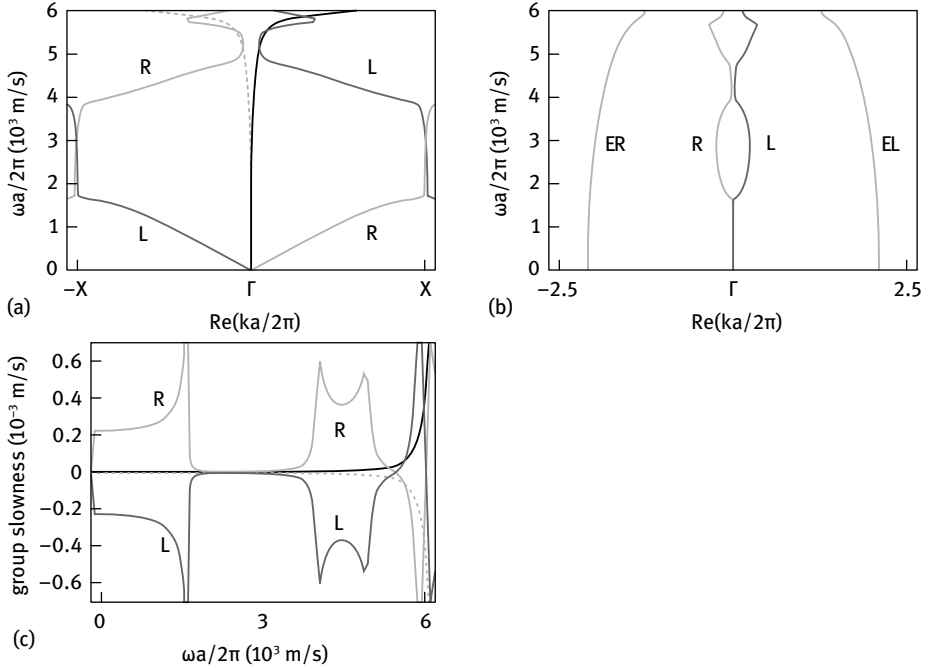 6
5
4
3
2
1
0
ωa/2π (10³ m/s)
R
L
L
R
−X
Γ
X
Re(ka/2π)
(a)
6
5
4
3
2
1
0
ωa/2π (10³ m/s)
ER
R
L
EL
−2.5
Γ
2.5
Re(ka/2π)
(b)
0.6
0.4
0.2
0
−0.2
−0.4
−0.6
group slowness (10⁻³ m/s)
R
R
L
L
0
3
6
ωa/2π (10³ m/s)
(c)